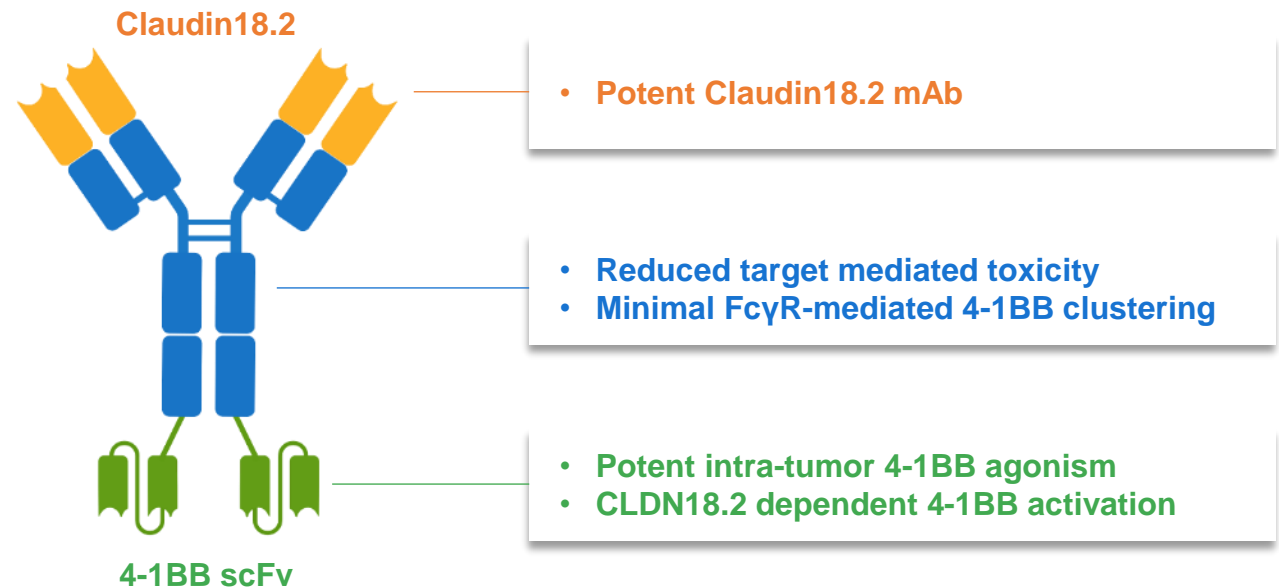 Claudin18.2
• Potent Claudin18.2 mAb
• Reduced target mediated toxicity
• Minimal FcγR-mediated 4-1BB clustering
• Potent intra-tumor 4-1BB agonism
• CLDN18.2 dependent 4-1BB activation
4-1BB scFv